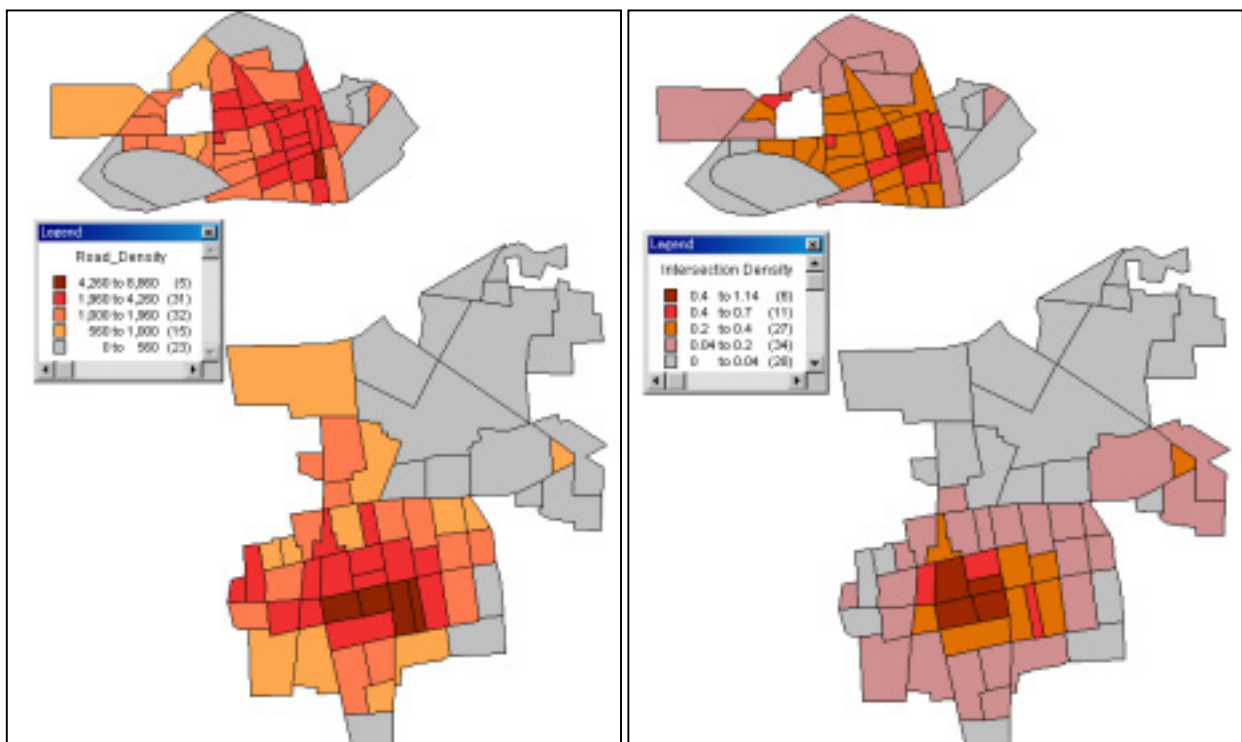 Legend
Road_Density
4,260 to 8,860 (5)
1,960 to 4,260 (31)
1,000 to 1,960 (32)
560 to 1,000 (15)
0 to 560 (23)
Legend
Intersection Density
0.4 to 1.14 (6)
0.4 to 0.7 (11)
0.2 to 0.4 (27)
0.04 to 0.2 (34)
0 to 0.04 (28)